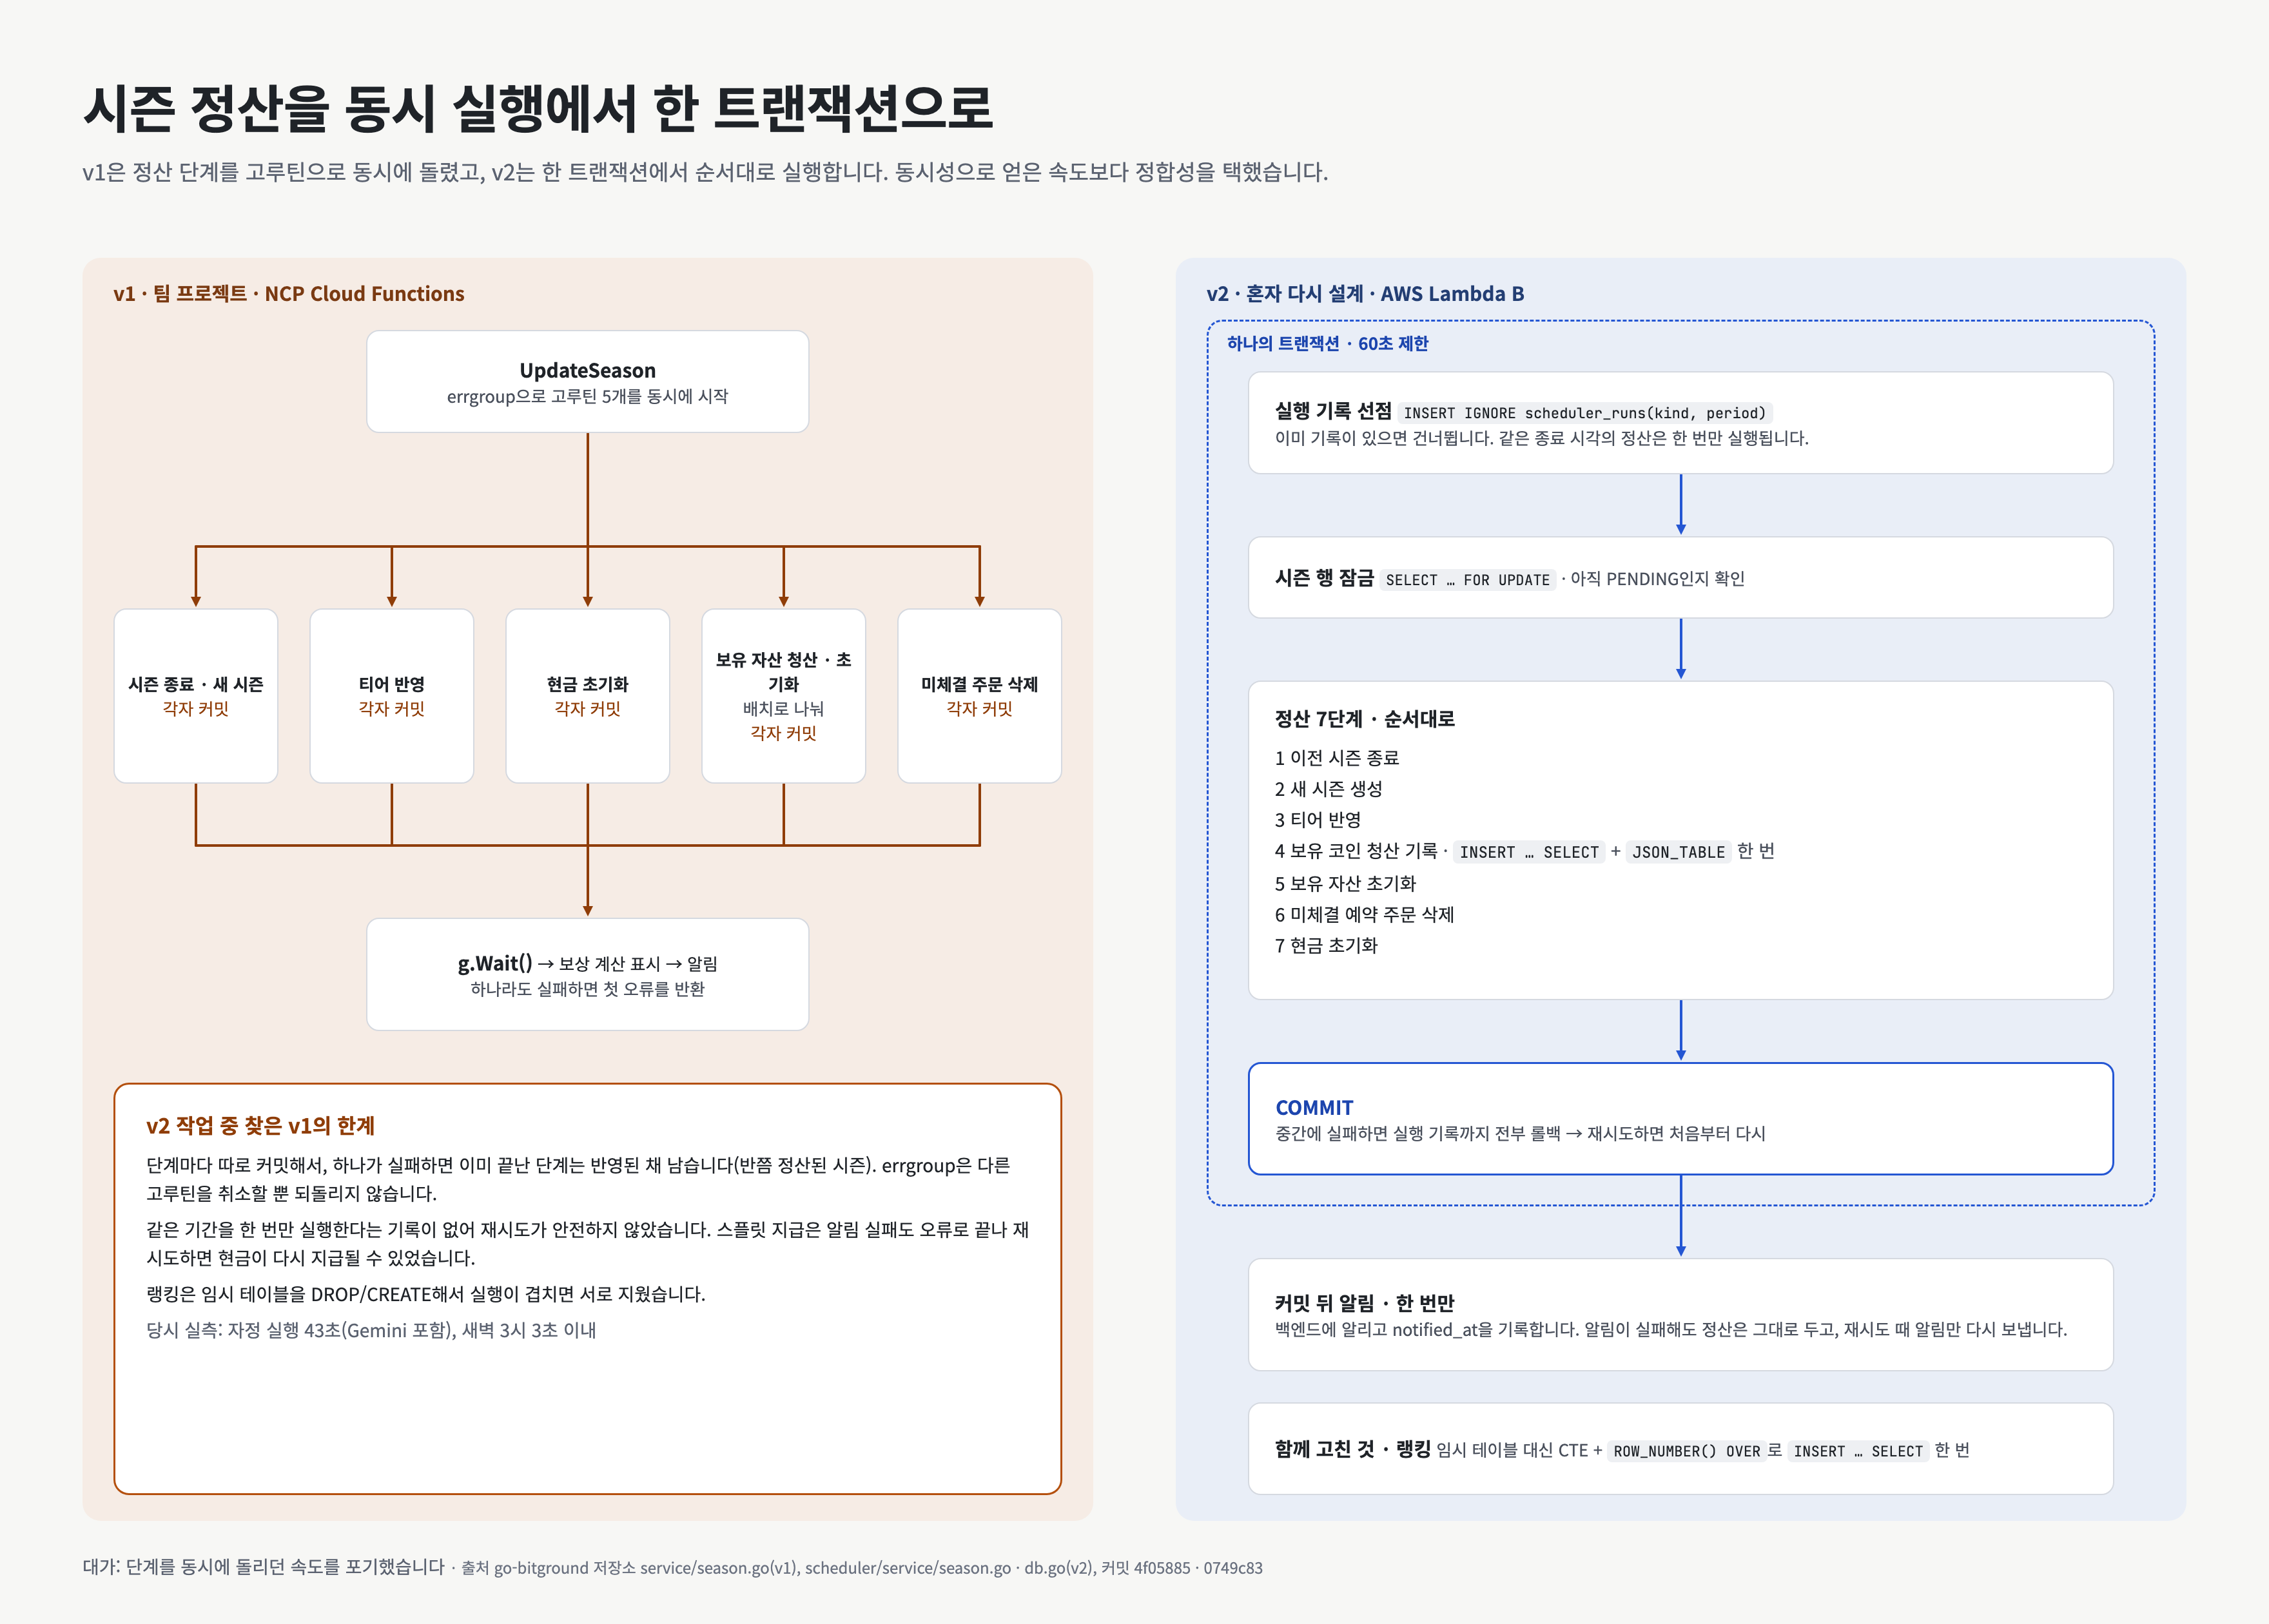 시즌 정산을 동시 실행에서 한 트랜잭션으로
v1은 정산 단계를 고루틴으로 동시에 돌렸고, v2는 한 트랜잭션에서 순서대로 실행합니다. 동시성으로 얻은 속도보다 정합성을 택했습니다.
v1 · 팀 프로젝트 · NCP Cloud Functions
UpdateSeason
errgroup으로 고루틴 5개를 동시에 시작
시즌 종료 · 새 시즌
각자 커밋
티어 반영
각자 커밋
현금 초기화
각자 커밋
보유 자산 청산 · 초
기화
배치로 나눠
각자 커밋
미체결 주문 삭제
각자 커밋
g.Wait() → 보상 계산 표시 → 알림
하나라도 실패하면 첫 오류를 반환
v2 작업 중 찾은 v1의 한계
단계마다 따로 커밋해서, 하나가 실패하면 이미 끝난 단계는 반영된 채 남습니다(반쯤 정산된 시즌). errgroup은 다른
고루틴을 취소할 뿐 되돌리지 않습니다.
같은 기간을 한 번만 실행한다는 기록이 없어 재시도가 안전하지 않았습니다. 스플릿 지급은 알림 실패도 오류로 끝나 재
시도하면 현금이 다시 지급될 수 있었습니다.
랭킹은 임시 테이블을 DROP/CREATE해서 실행이 겹치면 서로 지웠습니다.
당시 실측: 자정 실행 43초(Gemini 포함), 새벽 3시 3초 이내
v2 · 혼자 다시 설계 · AWS Lambda B
하나의 트랜잭션 · 60초 제한
실행 기록 선점 INSERT IGNORE scheduler_runs(kind, period)
이미 기록이 있으면 건너뜁니다. 같은 종료 시각의 정산은 한 번만 실행됩니다.
시즌 행 잠금 SELECT … FOR UPDATE · 아직 PENDING인지 확인
정산 7단계 · 순서대로
1 이전 시즌 종료
2 새 시즌 생성
3 티어 반영
4 보유 코인 청산 기록 · INSERT … SELECT + JSON_TABLE 한 번
5 보유 자산 초기화
6 미체결 예약 주문 삭제
7 현금 초기화
COMMIT
중간에 실패하면 실행 기록까지 전부 롤백 → 재시도하면 처음부터 다시
커밋 뒤 알림 · 한 번만
백엔드에 알리고 notified_at을 기록합니다. 알림이 실패해도 정산은 그대로 두고, 재시도 때 알림만 다시 보냅니다.
함께 고친 것 · 랭킹 임시 테이블 대신 CTE + ROW_NUMBER() OVER 로 INSERT … SELECT 한 번
대가: 단계를 동시에 돌리던 속도를 포기했습니다 · 출처 go-bitground 저장소 service/season.go(v1), scheduler/service/season.go · db.go(v2), 커밋 4f05885 · 0749c83